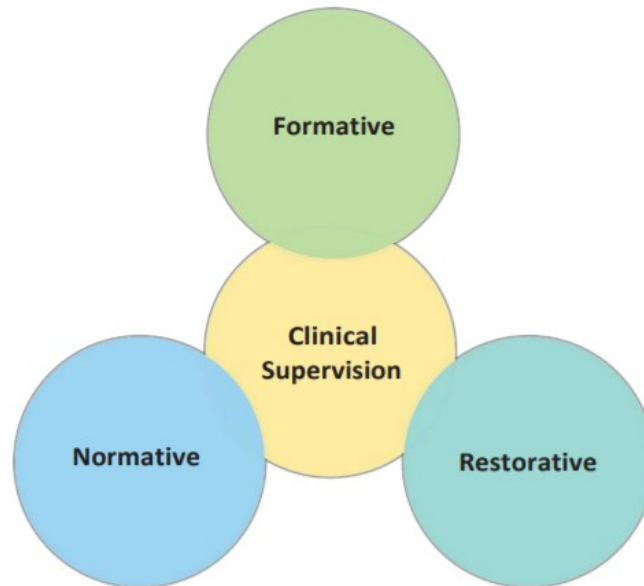 Formative
Clinical
Supervision
Normative
Restorative